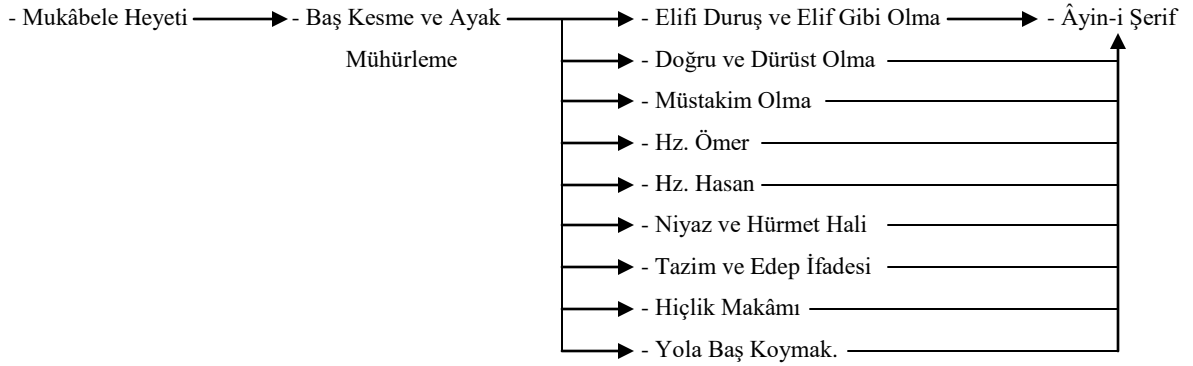 - Mukâbele Heyeti - Baş Kesme ve Ayak - Elifi Duruş ve Elif Gibi Olma - Âyin-i Şerif
Mühürleme - Doğru ve Dürüst Olma
- Müstakim Olma
- Hz. Ömer
- Hz. Hasan
- Niyaz ve Hürmet Hali
- Tazim ve Edep İfadesi
- Hiçlik Makâmı
- Yola Baş Koymak.